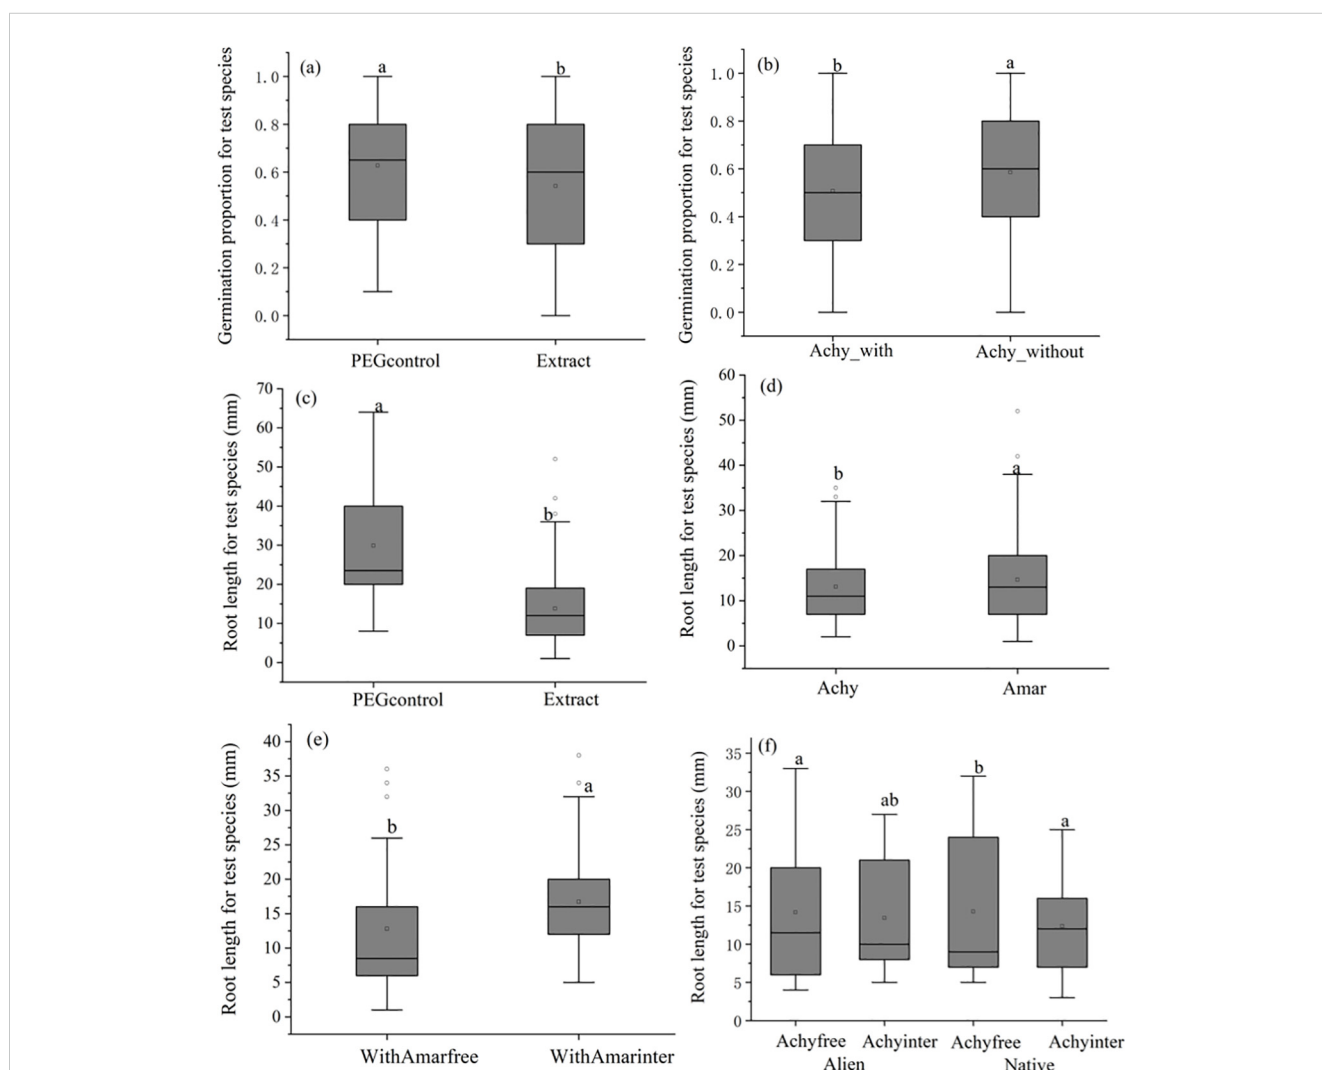 (a)
Germination proportion for test species
1.0
0.8
0.6
0.4
0.2
0.0
a
b
PEGcontrol
Extract
(b)
Germination proportion for test species
1.0
0.8
0.6
0.4
0.2
0.0
b
a
Achy_with
Achy_without
(c)
Root length for test species (mm)
70
60
50
40
30
20
10
0
a
b
PEGcontrol
Extract
(d)
Root length for test species (mm)
60
50
40
30
20
10
0
b
a
Achy
Amar
(e)
Root length for test species (mm)
40
35
30
25
20
15
10
5
0
b
a
WithAmarfree
WithAmarinter
(f)
Root length for test species (mm)
35
30
25
20
15
10
5
0
a
ab
b
a
Achyfree Achyinter Achyfree Achyinter
Alien Native